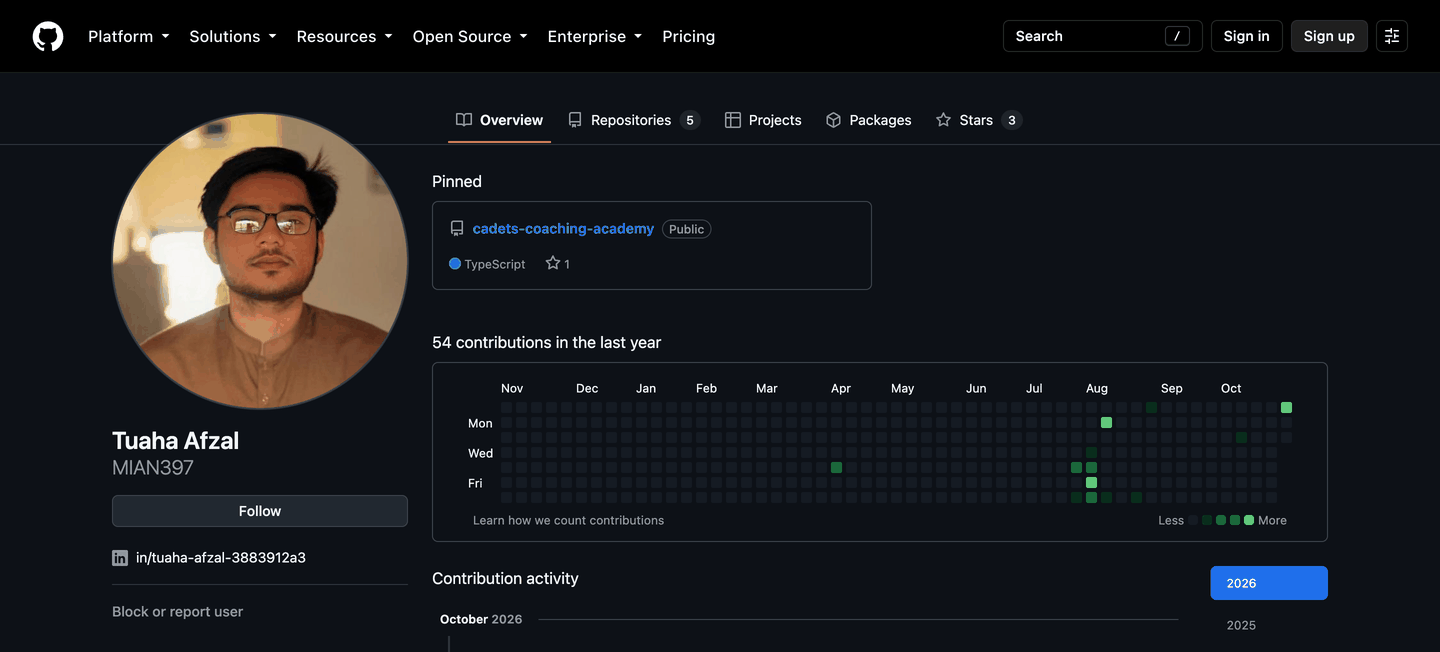 Platform Solutions Resources Open Source Enterprise Pricing Search / Sign in Sign up
Overview Repositories 5 Projects Packages Stars 3
Pinned
cadets-coaching-academy Public
TypeScript 1
54 contributions in the last year
Nov Dec Jan Feb Mar Apr May Jun Jul Aug Sep Oct
Mon
Wed
Fri
Learn how we count contributions Less More
Tuaha Afzal
MIAN397
Follow
in/tuaha-afzal-3883912a3
Block or report user
Contribution activity
2026
October 2026
2025